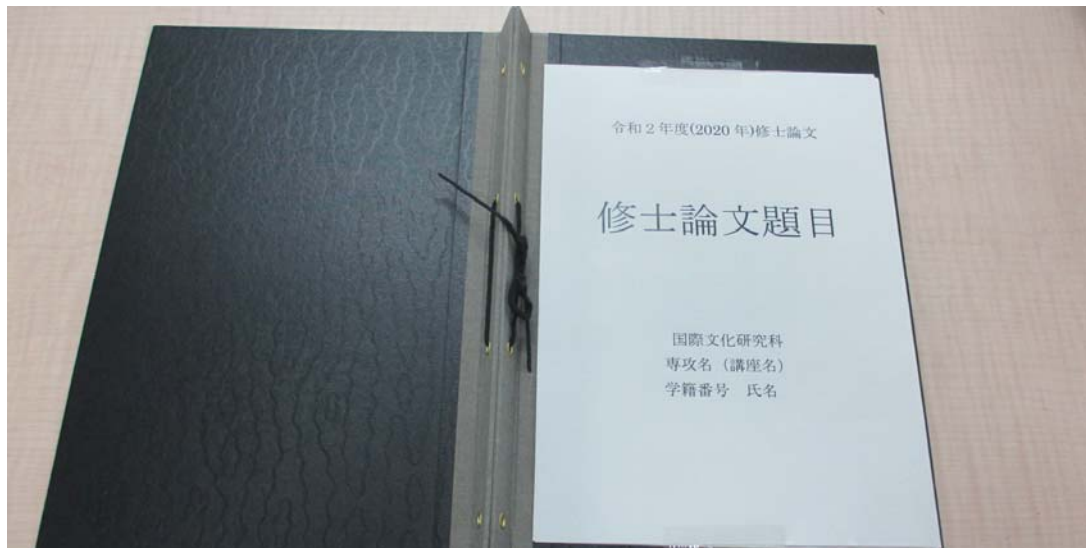 令和2年度(2020年)修士論文
修士論文題目
国際文化研究科
専攻名（講座名）
学籍番号　氏名